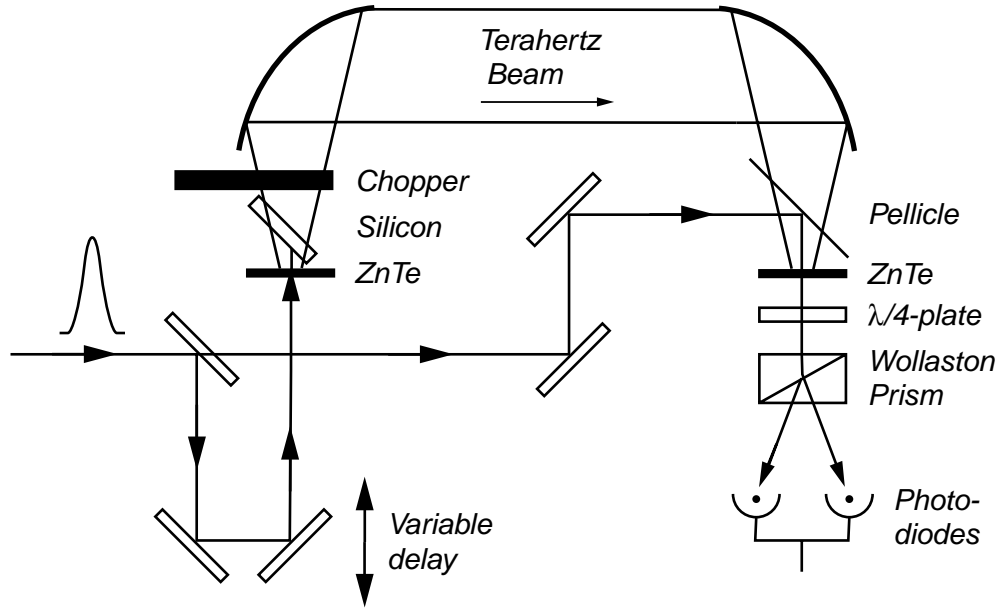 Terahertz
Beam
Chopper
Silicon
ZnTe
Pellicle
ZnTe
λ/4-plate
Wollaston
Prism
Variable
delay
Photo-
diodes